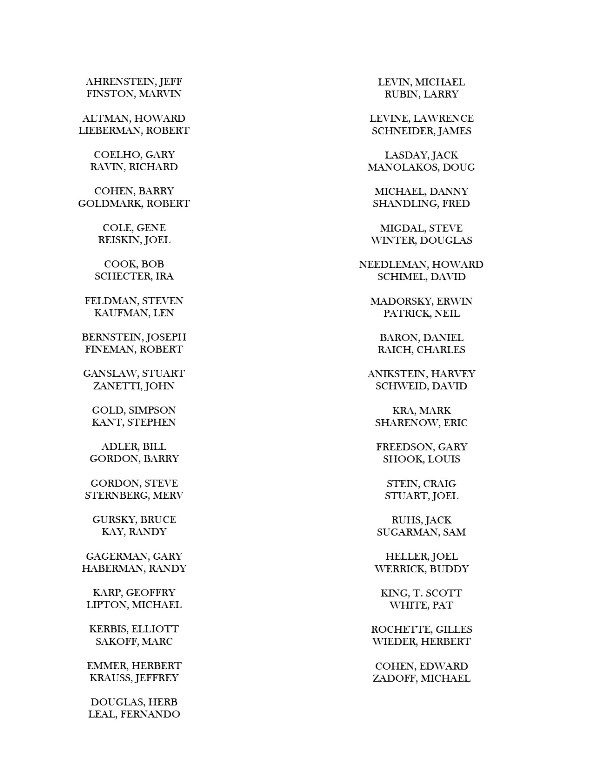 AHRENSTEIN, JEFF
FINSTON, MARVIN
ALTMAN, HOWARD
LIEBERMAN, ROBERT
COELHO, GARY
RAVIN, RICHARD
COHEN, BARRY
GOLDMARK, ROBERT
COLE, GENE
REISKIN, JOEL
COOK, BOB
SCHECTER, IRA
FELDMAN, STEVEN
KAUFMAN, LEN
BERNSTEIN, JOSEPH
FINEMAN, ROBERT
GANSLAW, STUART
ZANETTI, JOHN
GOLD, SIMPSON
KANT, STEPHEN
ADLER, BILL
GORDON, BARRY
GORDON, STEVE
STERNBERG, MERV
GURSKY, BRUCE
KAY, RANDY
GAGERMAN, GARY
HABERMAN, RANDY
KARP, GEOFFRY
LIPTON, MICHAEL
KERBIS, ELLIOTT
SAKOFF, MARC
EMMER, HERBERT
KRAUSS, JEFFREY
DOUGLAS, HERB
LEAL, FERNANDO
LEVIN, MICHAEL
RUBIN, LARRY
LEVINE, LAWRENCE
SCHNEIDER, JAMES
LASDAY, JACK
MANOLAKOS, DOUG
MICHAEL, DANNY
SHANDLING, FRED
MIGDAL, STEVE
WINTER, DOUGLAS
NEEDLEMAN, HOWARD
SCHIMEL, DAVID
MADORSKY, ERWIN
PATRICK, NEIL
BARON, DANIEL
RAICH, CHARLES
ANIKSTEIN, HARVEY
SCHWEID, DAVID
KRA, MARK
SHARENOW, ERIC
FREEDSON, GARY
SHOOK, LOUIS
STEIN, CRAIG
STUART, JOEL
RUHS, JACK
SUGARMAN, SAM
HELLER, JOEL
WERRICK, BUDDY
KING, T. SCOTT
WHITE, PAT
ROCHETTE, GILLES
WIEDER, HERBERT
COHEN, EDWARD
ZADOFF, MICHAEL